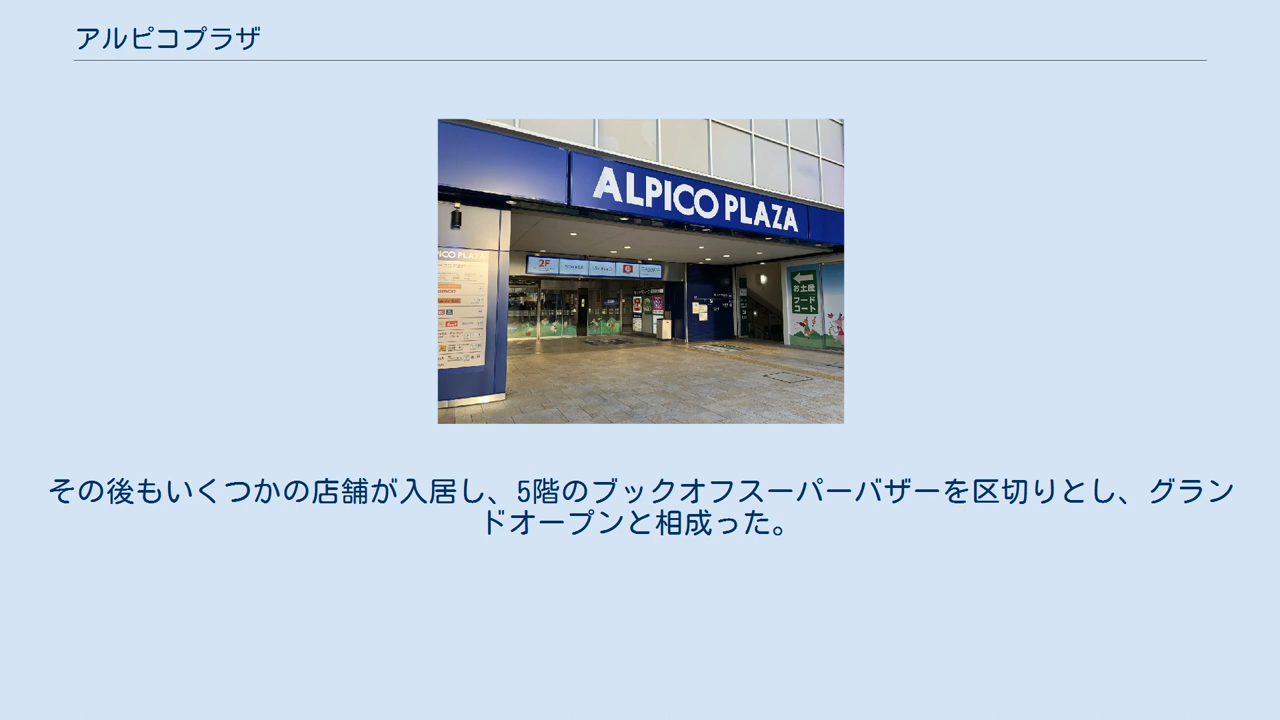 アルピコプラザ
ALPICO PLAZA
2F
お土産
フード
コート
その後もいくつかの店舗が入居し、5階のブックオフスーパーバザーを区切りとし、グラン
ドオープンと相成った。